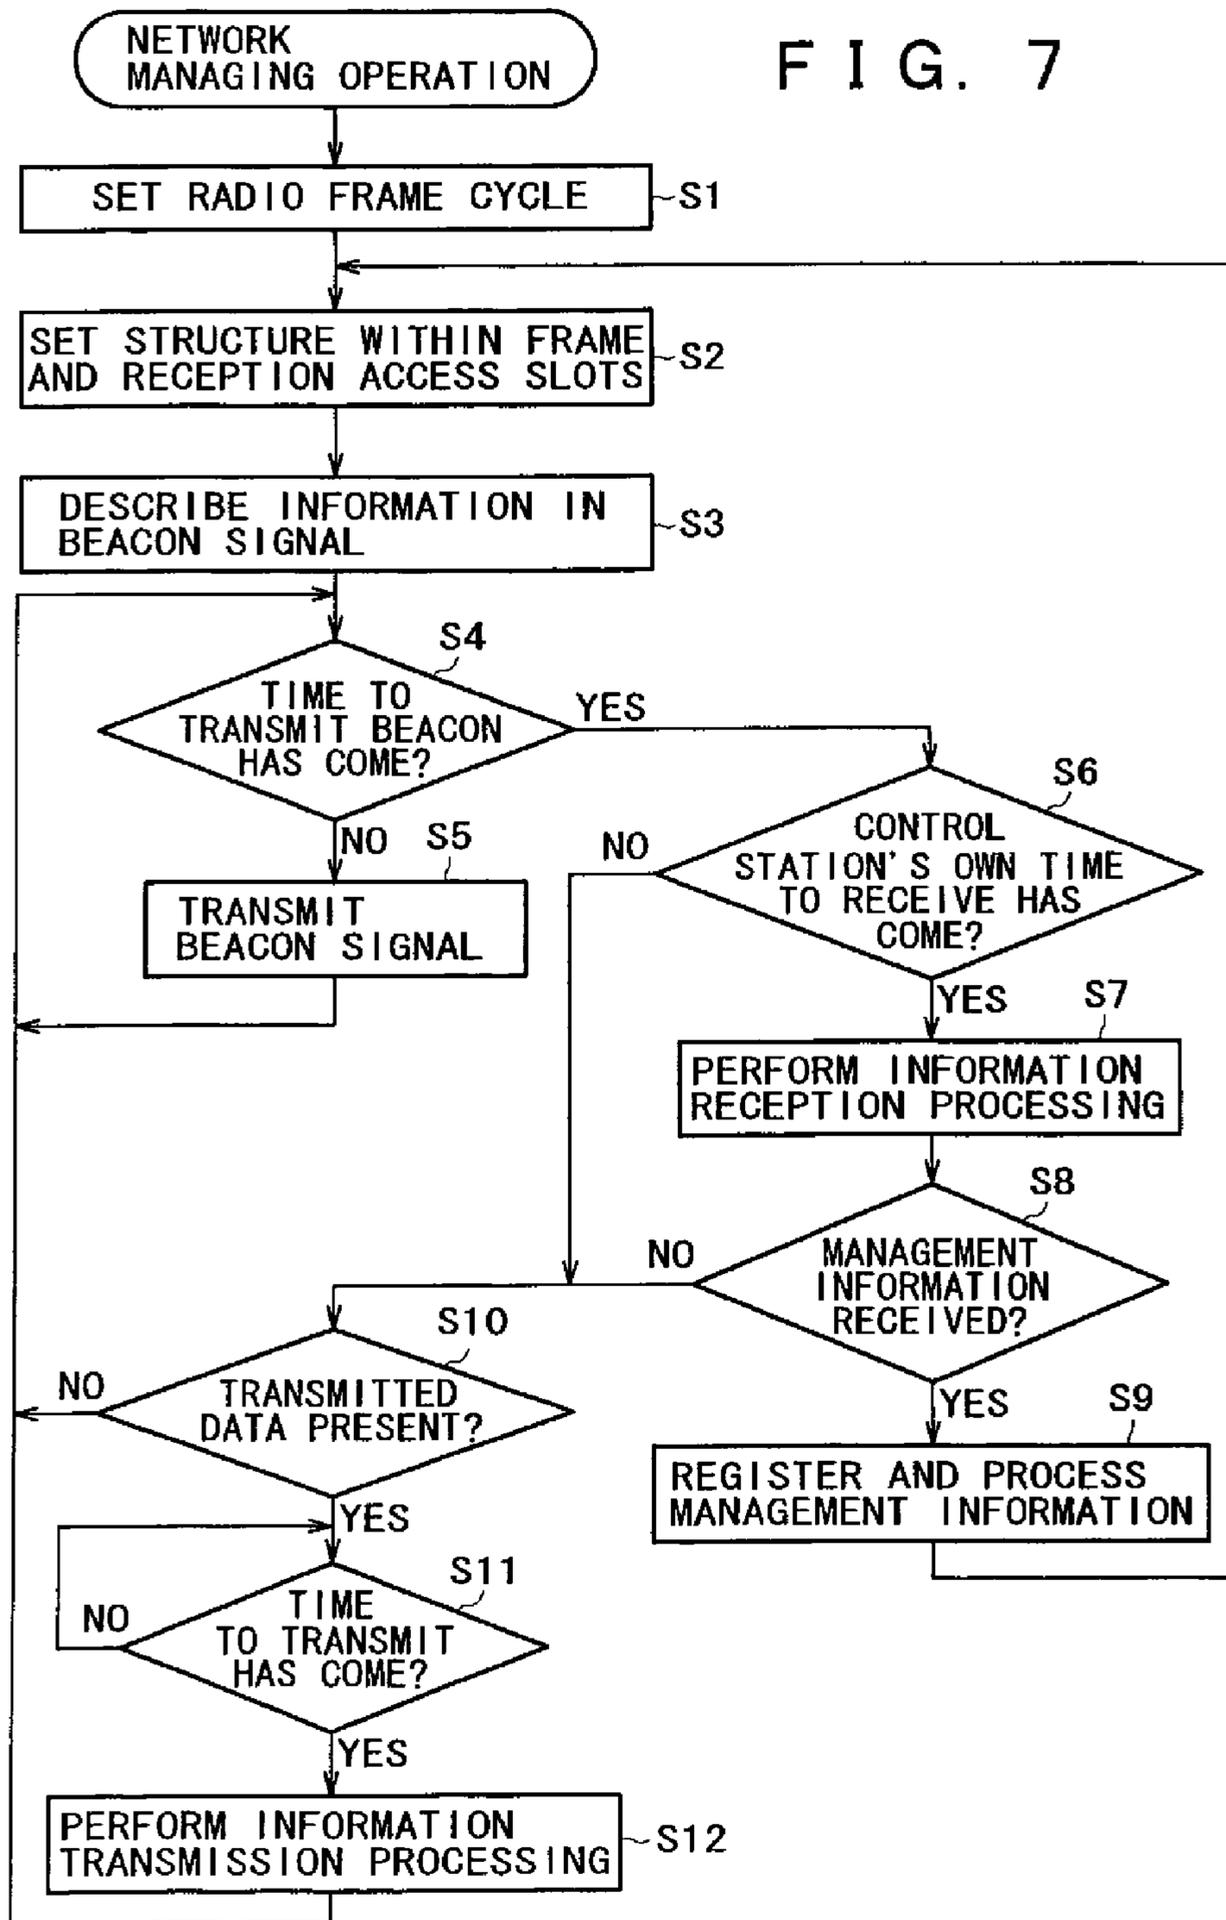 NETWORK
MANAGING OPERATION
FIG. 7
SET RADIO FRAME CYCLE
S1
SET STRUCTURE WITHIN FRAME
AND RECEPTION ACCESS SLOTS
S2
DESCRIBE INFORMATION IN
BEACON SIGNAL
S3
S4
TIME TO
TRANSMIT BEACON
HAS COME?
YES
NO
S5
TRANSMIT
BEACON SIGNAL
S6
CONTROL
STATION'S OWN TIME
TO RECEIVE HAS
COME?
NO
YES
S7
PERFORM INFORMATION
RECEPTION PROCESSING
S8
MANAGEMENT
INFORMATION
RECEIVED?
NO
YES
S9
REGISTER AND PROCESS
MANAGEMENT INFORMATION
S10
TRANSMITTED
DATA PRESENT?
NO
YES
S11
TIME
TO TRANSMIT
HAS COME?
NO
YES
PERFORM INFORMATION
TRANSMISSION PROCESSING
S12